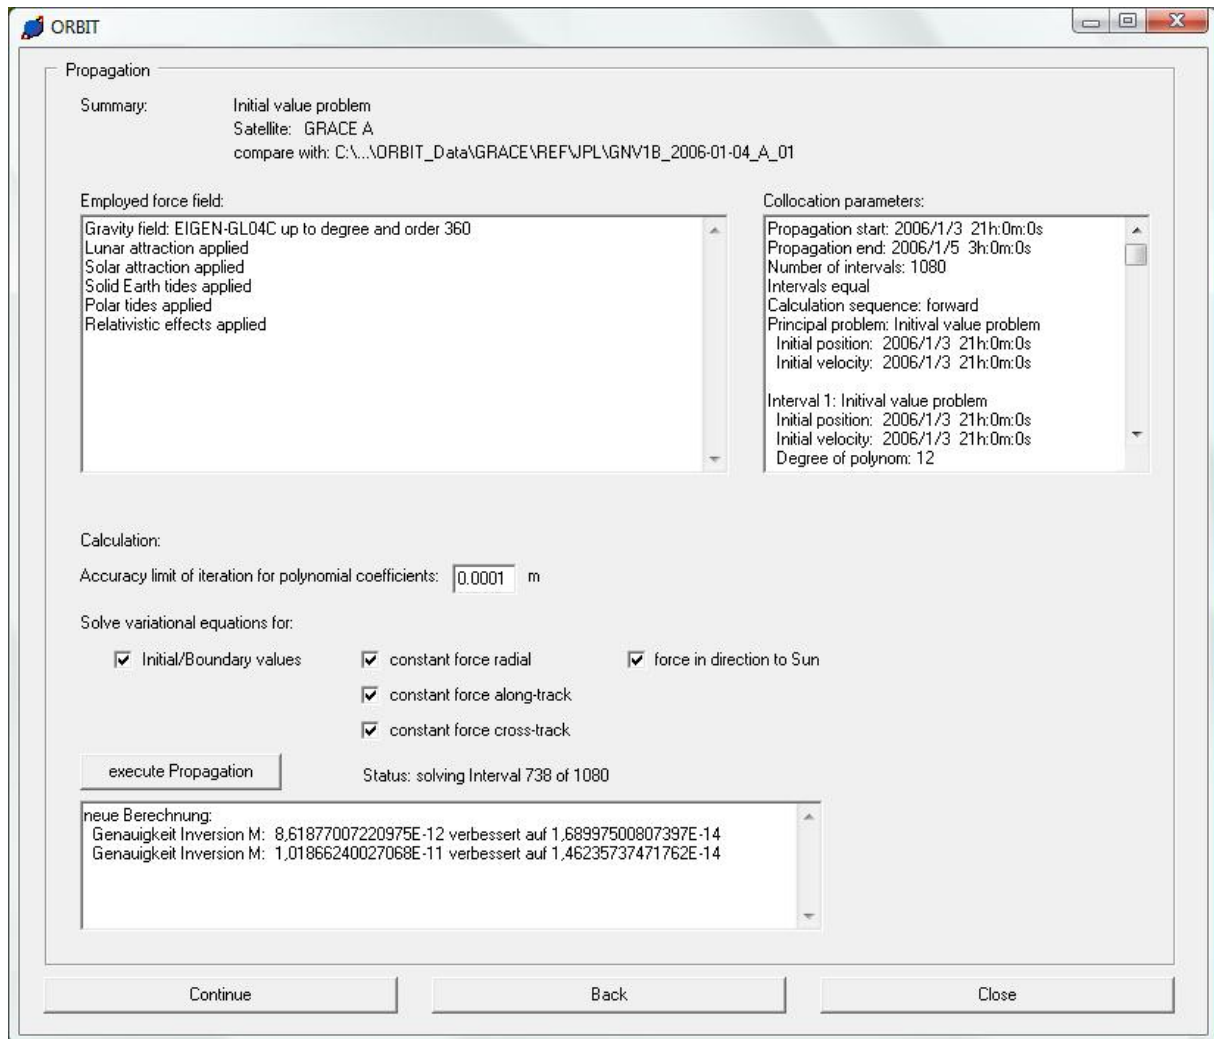 ORBIT
Propagation
Summary: Initial value problem
Satellite: GRACE A
compare with: C:\...\ORBIT_Data\GRACE\REF\JPL\GNV1B_2006-01-04_A_01
Employed force field:
Gravity field: EIGEN-GL04C up to degree and order 360
Lunar attraction applied
Solar attraction applied
Solid Earth tides applied
Polar tides applied
Relativistic effects applied
Collocation parameters:
Propagation start: 2006/1/3 21h:0m:0s
Propagation end: 2006/1/5 3h:0m:0s
Number of intervals: 1080
Intervals equal
Calculation sequence: forward
Principal problem: Initival value problem
Initial position: 2006/1/3 21h:0m:0s
Initial velocity: 2006/1/3 21h:0m:0s
Interval 1: Initival value problem
Initial position: 2006/1/3 21h:0m:0s
Initial velocity: 2006/1/3 21h:0m:0s
Degree of polynom: 12
Calculation:
Accuracy limit of iteration for polynomial coefficients: 0.0001 m
Solve variational equations for:
Initial/Boundary values constant force radial force in direction to Sun
constant force along-track
constant force cross-track
execute Propagation Status: solving Interval 738 of 1080
neue Berechnung:
Genauigkeit Inversion M: 8,61877007220975E-12 verbessert auf 1,68997500807397E-14
Genauigkeit Inversion M: 1,01866240027068E-11 verbessert auf 1,46235737471762E-14
Continue Back Close